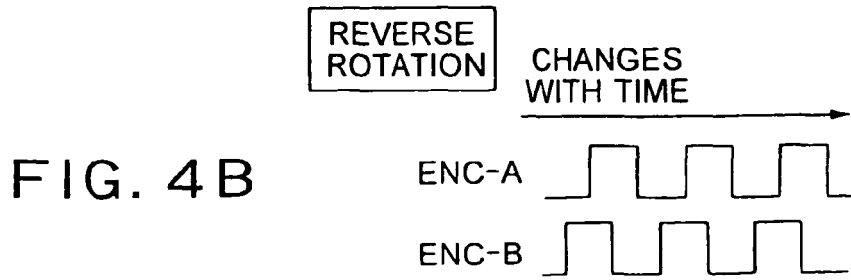 REVERSE
ROTATION
CHANGES
WITH TIME
FIG. 4B
ENC-A
ENC-B